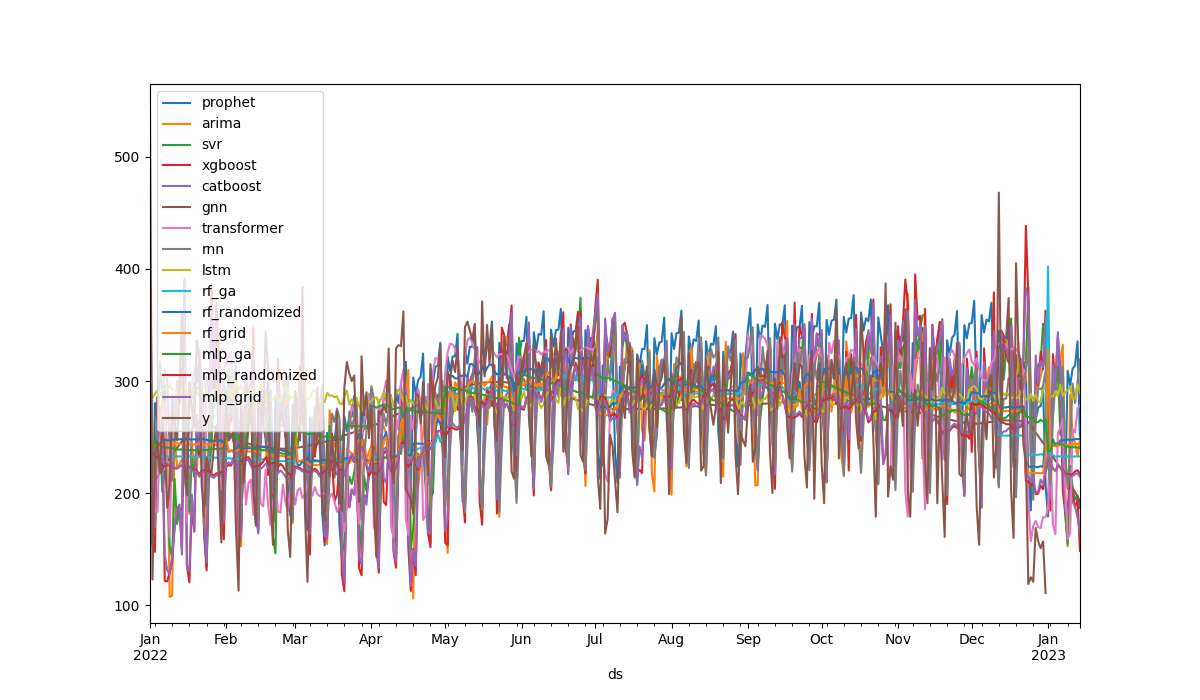 500
400
300
200
100
prophet
arima
svr
xgboost
catboost
gnn
transformer
rnn
lstm
rf_ga
rf_randomized
rf_grid
mlp_ga
mlp_randomized
mlp_grid
y
Jan Feb Mar Apr May Jun Jul Aug Sep Oct Nov Dec Jan
2022 2023
ds